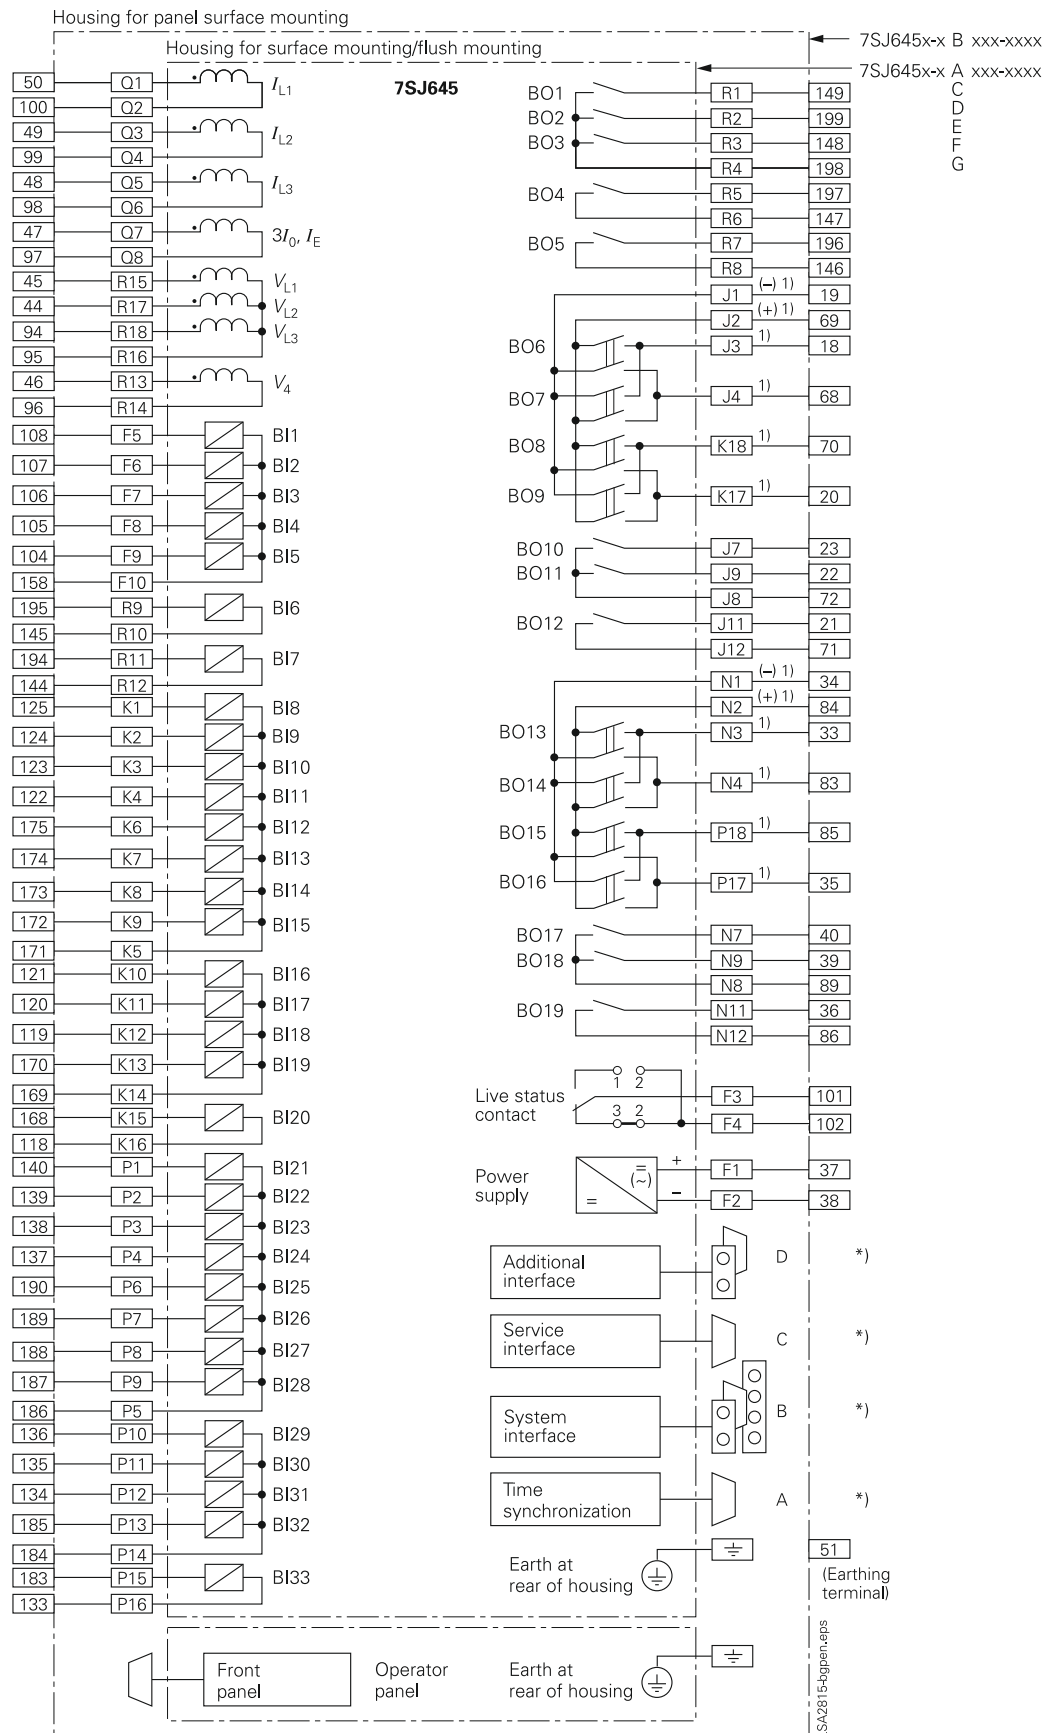 Housing for panel surface mounting
Housing for surface mounting/flush mounting
7SJ645x-x B xxx-xxxx
7SJ645x-x A xxx-xxxx
C
D
E
F
G
7SJ645
50 Q1 IL1
100 Q2
49 Q3 IL2
99 Q4
48 Q5 IL3
98 Q6
47 Q7 3I0, IE
97 Q8
45 R15 VL1
44 R17 VL2
94 R18 VL3
95 R16
46 R13 V4
96 R14
108 F5 BI1
107 F6 BI2
106 F7 BI3
105 F8 BI4
104 F9 BI5
158 F10
195 R9 BI6
145 R10
194 R11 BI7
144 R12
125 K1 BI8
124 K2 BI9
123 K3 BI10
122 K4 BI11
175 K6 BI12
174 K7 BI13
173 K8 BI14
172 K9 BI15
171 K5
121 K10 BI16
120 K11 BI17
119 K12 BI18
170 K13 BI19
169 K14
168 K15 BI20
118 K16
140 P1 BI21
139 P2 BI22
138 P3 BI23
137 P4 BI24
190 P6 BI25
189 P7 BI26
188 P8 BI27
187 P9 BI28
186 P5
136 P10 BI29
135 P11 BI30
134 P12 BI31
185 P13 BI32
184 P14
183 P15 BI33
133 P16
BO1 R1 149
BO2 R2 199
BO3 R3 148
R4 198
BO4 R5 197
R6 147
BO5 R7 196
R8 146
J1 (–) 1) 19
J2 (+) 1) 69
BO6 J3 1) 18
BO7 J4 1) 68
BO8 K18 1) 70
BO9 K17 1) 20
BO10 J7 23
BO11 J9 22
J8 72
BO12 J11 21
J12 71
N1 (–) 1) 34
N2 (+) 1) 84
BO13 N3 1) 33
BO14 N4 1) 83
BO15 P18 1) 85
BO16 P17 1) 35
BO17 N7 40
BO18 N9 39
N8 89
BO19 N11 36
N12 86
1 2
Live status
contact
F3 101
3 2
F4 102
Power
supply
= (~) =
+ F1 37
– F2 38
Additional
interface
D *)
Service
interface
C *)
System
interface
B *)
Time
synchronization
A *)
Earth at
rear of housing
51
(Earthing
terminal)
Front
panel
Operator
panel
Earth at
rear of housing
LSA2815-bgpen.eps